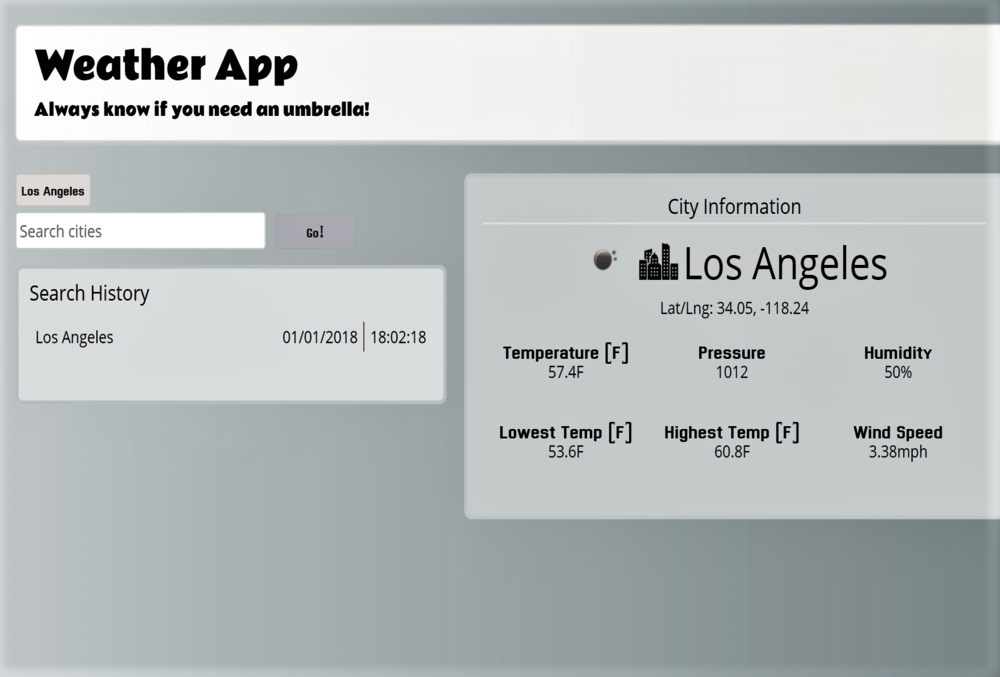 Weather App
Always know if you need an umbrella!
Los Angeles
Search cities
Go!
Search History
Los Angeles 01/01/2018 18:02:18
City Information
Los Angeles
Lat/Lng: 34.05, -118.24
Temperature [F] Pressure Humidity
57.4F 1012 50%
Lowest Temp [F] Highest Temp [F] Wind Speed
53.6F 60.8F 3.38mph